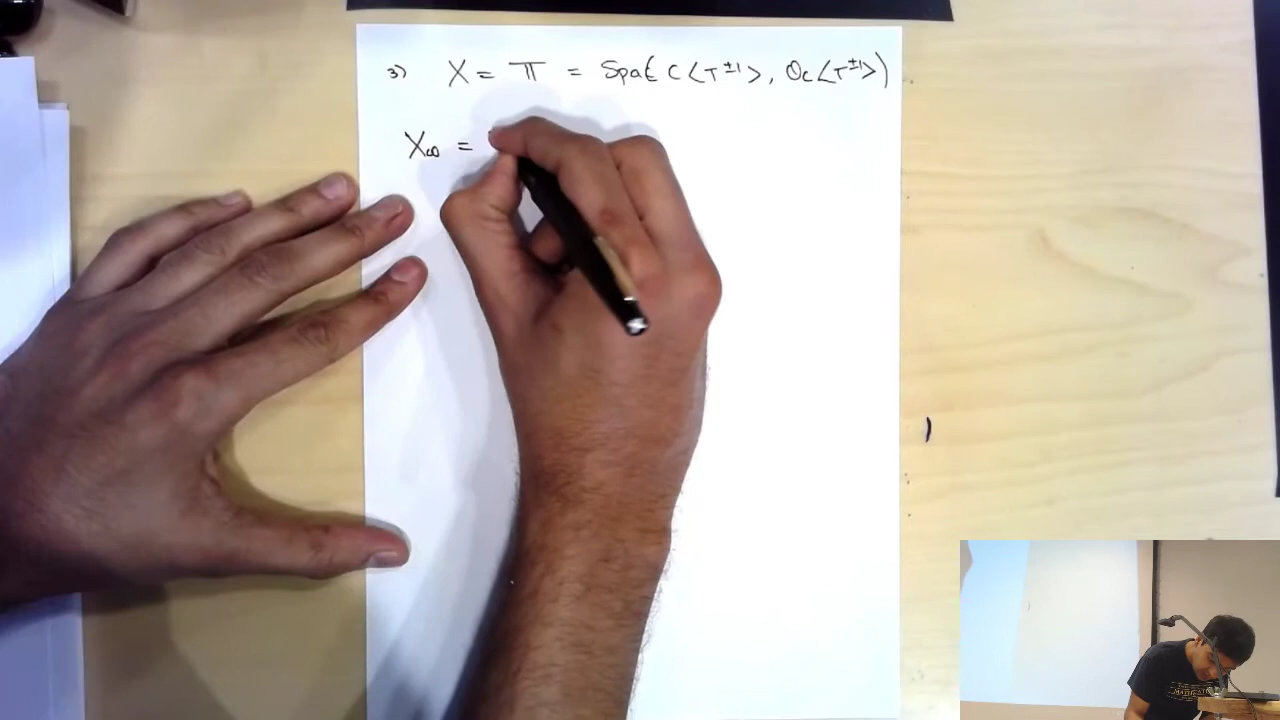 3) X = 𝕋 = Spa( C⟨T^{±1}⟩, O_C⟨T^{±1}⟩)
X_∞ =